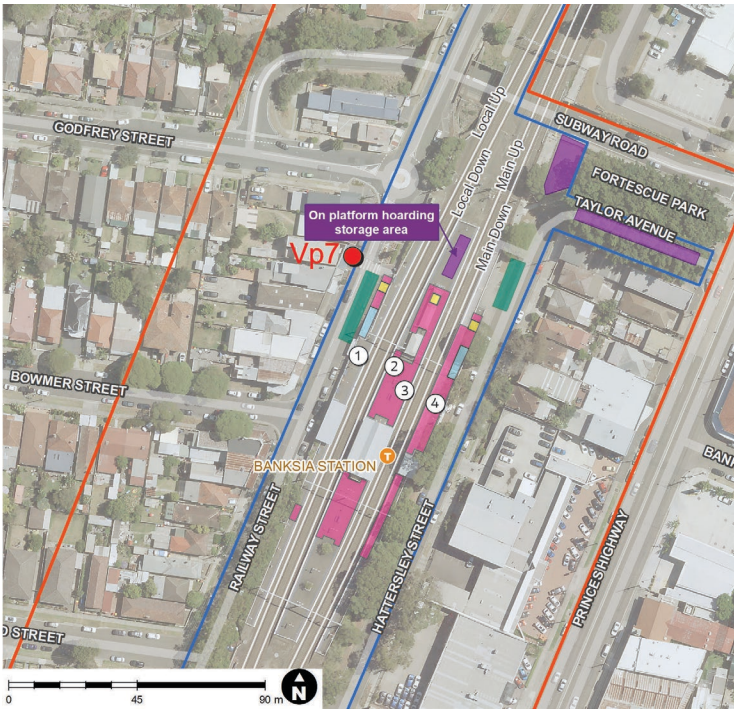 GODFREY STREET
Local Up
Local Down
Main Up
Main Down
SUBWAY ROAD
FORTESCUE PARK
TAYLOR AVENUE
On platform hoarding
storage area
Vp7
1
2
3
4
BOWMER STREET
BANKSIA STATION
T
BANK
RAILWAY STREET
HATTERSLEY STREET
PRINCES HIGHWAY
D STREET
0
45
90 m
N